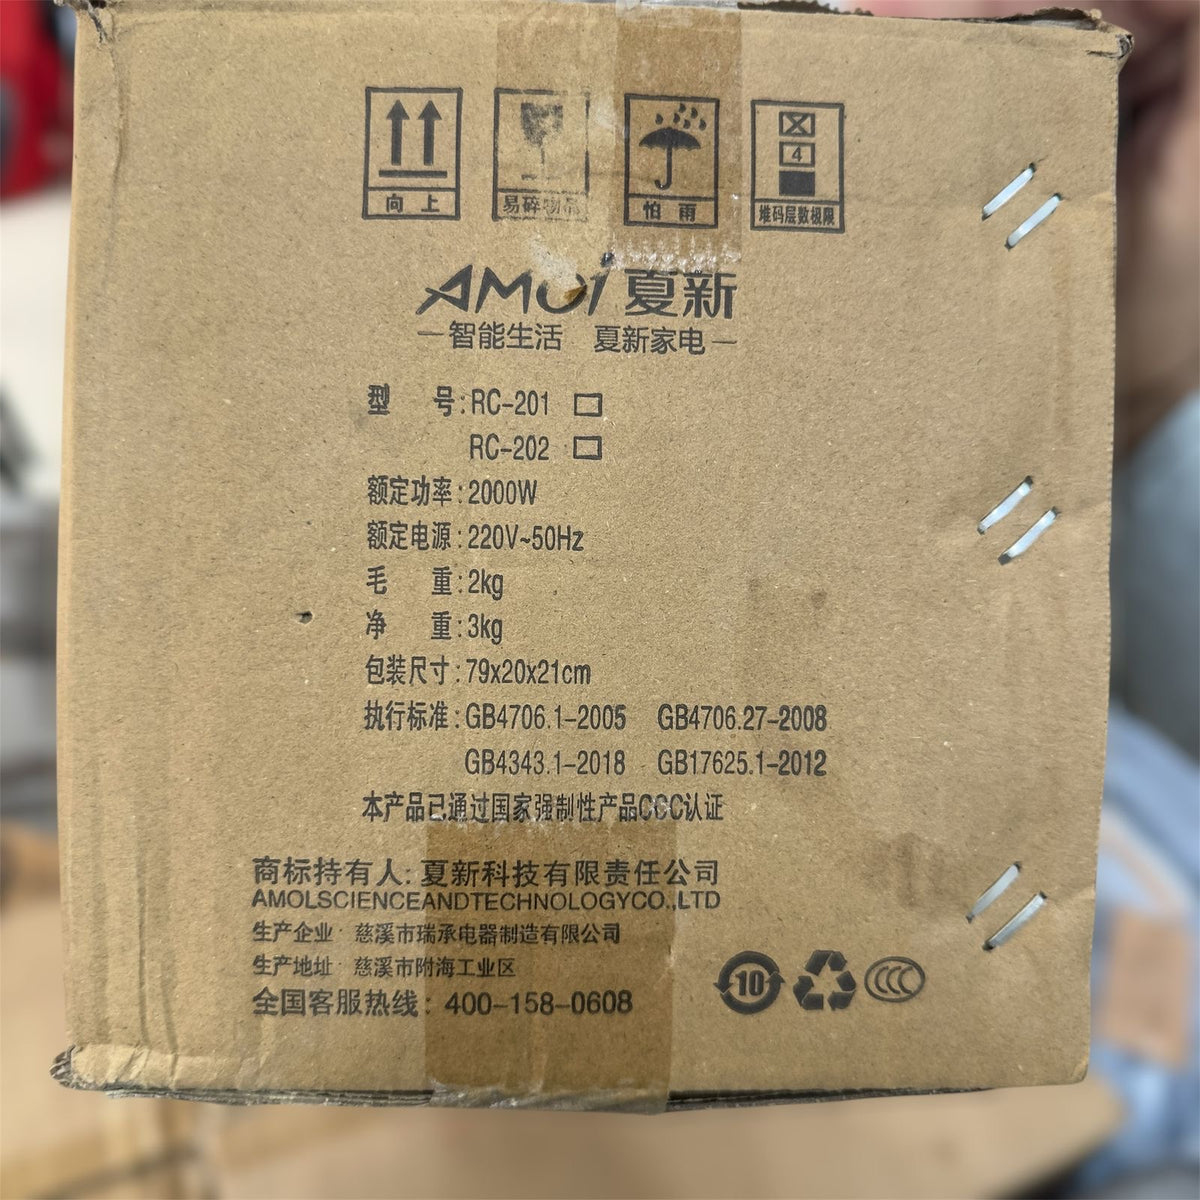 向上 易碎物品 怕雨 堆码层数极限
4
AMOI 夏新
—智能生活 夏新家电—
型 号:RC-201 □
RC-202 □
额定功率:2000W
额定电源:220V~50Hz
毛 重:2kg
净 重:3kg
包装尺寸:79x20x21cm
执行标准:GB4706.1-2005 GB4706.27-2008
GB4343.1-2018 GB17625.1-2012
本产品已通过国家强制性产品CCC认证
商标持有人:夏新科技有限责任公司
AMOLSCIENCEANDTECHNOLOGYCO.,LTD
生产企业:慈溪市瑞承电器制造有限公司
生产地址:慈溪市附海工业区
全国客服热线:400-158-0608
10 CCC